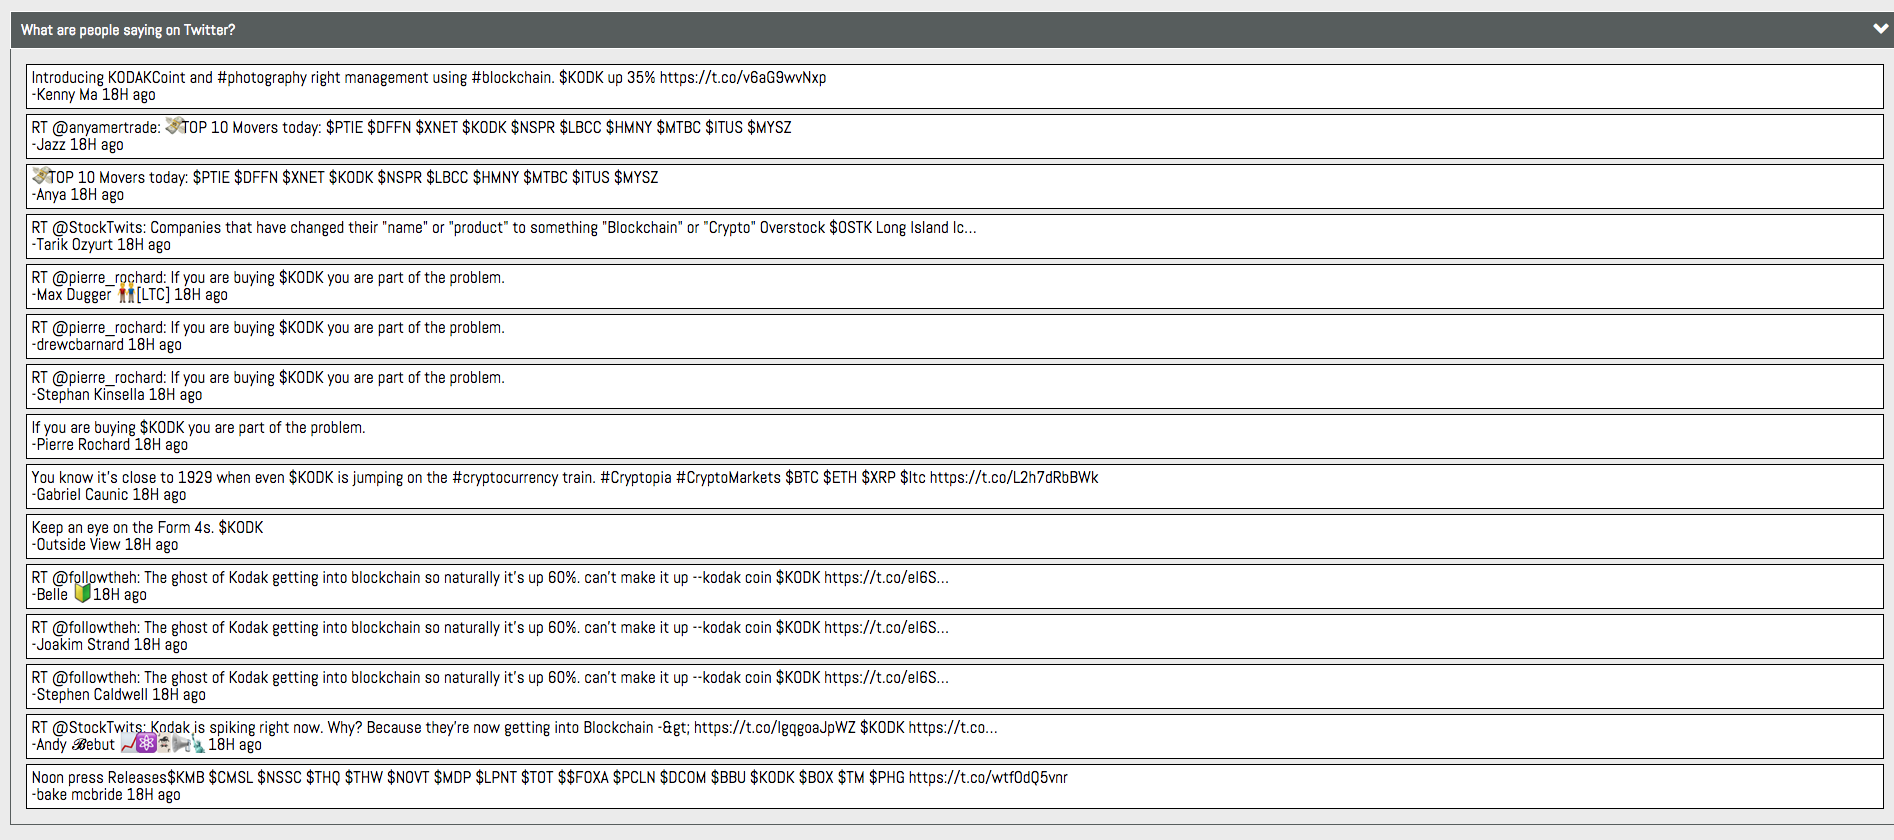 What are people saying on Twitter?
Introducing KODAKCoint and #photography right management using #blockchain. $KODK up 35% https://t.co/v6aG9wvNxp
-Kenny Ma 18H ago
RT @anyamertrade: 💸TOP 10 Movers today: $PTIE $DFFN $XNET $KODK $NSPR $LBCC $HMNY $MTBC $ITUS $MYSZ
-Jazz 18H ago
💸TOP 10 Movers today: $PTIE $DFFN $XNET $KODK $NSPR $LBCC $HMNY $MTBC $ITUS $MYSZ
-Anya 18H ago
RT @StockTwits: Companies that have changed their "name" or "product" to something "Blockchain" or "Crypto" Overstock $OSTK Long Island Ic…
-Tarik Ozyurt 18H ago
RT @pierre_rochard: If you are buying $KODK you are part of the problem.
-Max Dugger 👬[LTC] 18H ago
RT @pierre_rochard: If you are buying $KODK you are part of the problem.
-drewcbarnard 18H ago
RT @pierre_rochard: If you are buying $KODK you are part of the problem.
-Stephan Kinsella 18H ago
If you are buying $KODK you are part of the problem.
-Pierre Rochard 18H ago
You know it's close to 1929 when even $KODK is jumping on the #cryptocurrency train. #Cryptopia #CryptoMarkets $BTC $ETH $XRP $ltc https://t.co/L2h7dRbBWk
-Gabriel Caunic 18H ago
Keep an eye on the Form 4s. $KODK
-Outside View 18H ago
RT @followtheh: The ghost of Kodak getting into blockchain so naturally it's up 60%. can't make it up --kodak coin $KODK https://t.co/eI6S…
-Belle 🔰18H ago
RT @followtheh: The ghost of Kodak getting into blockchain so naturally it's up 60%. can't make it up --kodak coin $KODK https://t.co/eI6S…
-Joakim Strand 18H ago
RT @followtheh: The ghost of Kodak getting into blockchain so naturally it's up 60%. can't make it up --kodak coin $KODK https://t.co/eI6S…
-Stephen Caldwell 18H ago
RT @StockTwits: Kodak is spiking right now. Why? Because they're now getting into Blockchain -&gt; https://t.co/IgqgoaJpWZ $KODK https://t.co…
-Andy ℬebut 📈⚛🕵📢🗽18H ago
Noon press Releases$KMB $CMSL $NSSC $THQ $THW $NOVT $MDP $LPNT $TOT $$FOXA $PCLN $DCOM $BBU $KODK $BOX $TM $PHG https://t.co/wtfOdQ5vnr
-bake mcbride 18H ago